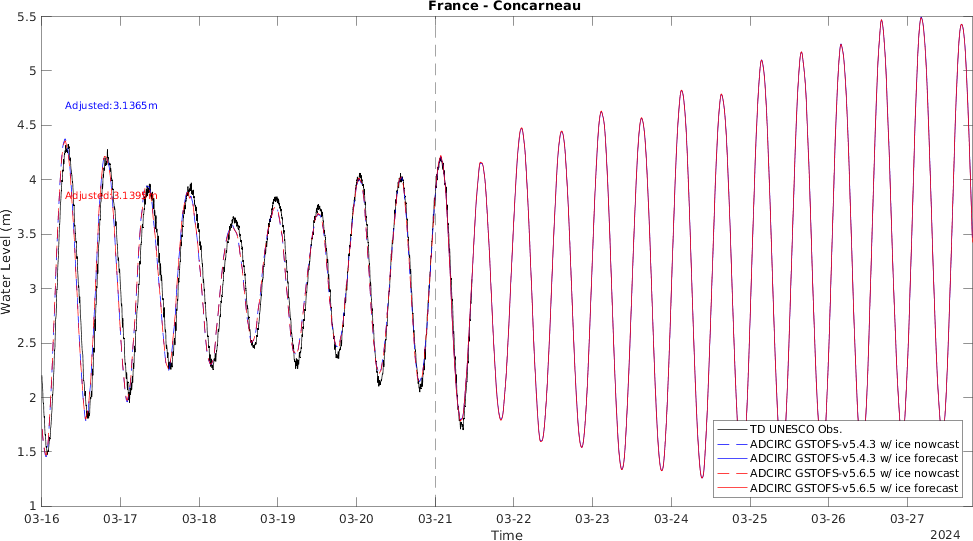 France - Concarneau
5.5
Adjusted:3.1365m
4.5
4
Adjusted:3.139 m
3.5
3
2.5
2
1.5
1
Water Level (m)
TD UNESCO Obs.
ADCIRC GSTOFS-v5.4.3 w/ ice nowcast
ADCIRC GSTOFS-v5.4.3 w/ ice forecast
ADCIRC GSTOFS-v5.6.5 w/ ice nowcast
ADCIRC GSTOFS-v5.6.5 w/ ice forecast
03-16 03-17 03-18 03-19 03-20 03-21 03-22 03-23 03-24 03-25 03-26 03-27
Time
2024